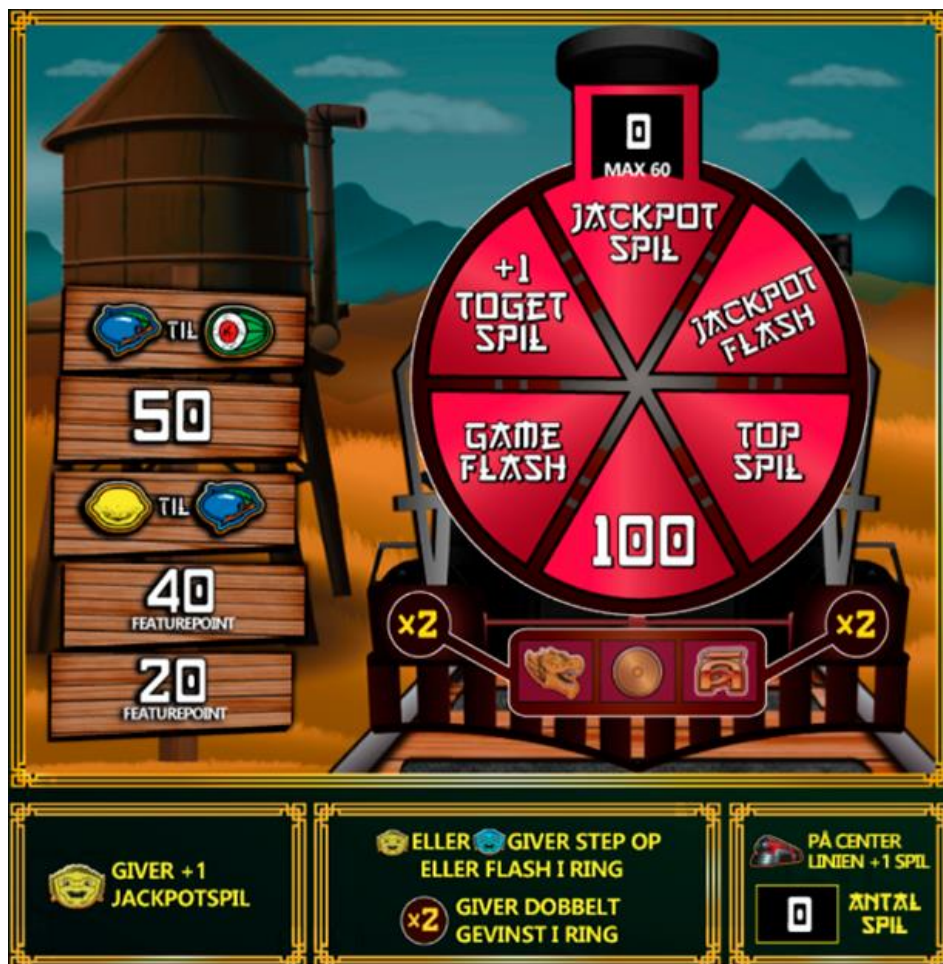 0
MAX 60
JACKPOT
SPIL
+1
TOGET
SPIL
JACKPOT
FLASH
GAME
FLASH
TOP
SPIL
100
TIL
50
TIL
40
FEATUREPOINT
20
FEATUREPOINT
x2
x2
GIVER +1
JACKPOTSPIL
ELLER GIVER STEP OP
ELLER FLASH I RING
x2 GIVER DOBBELT
GEVINST I RING
PÅ CENTER
LINIEN +1 SPIL
0 ANTAL
SPIL